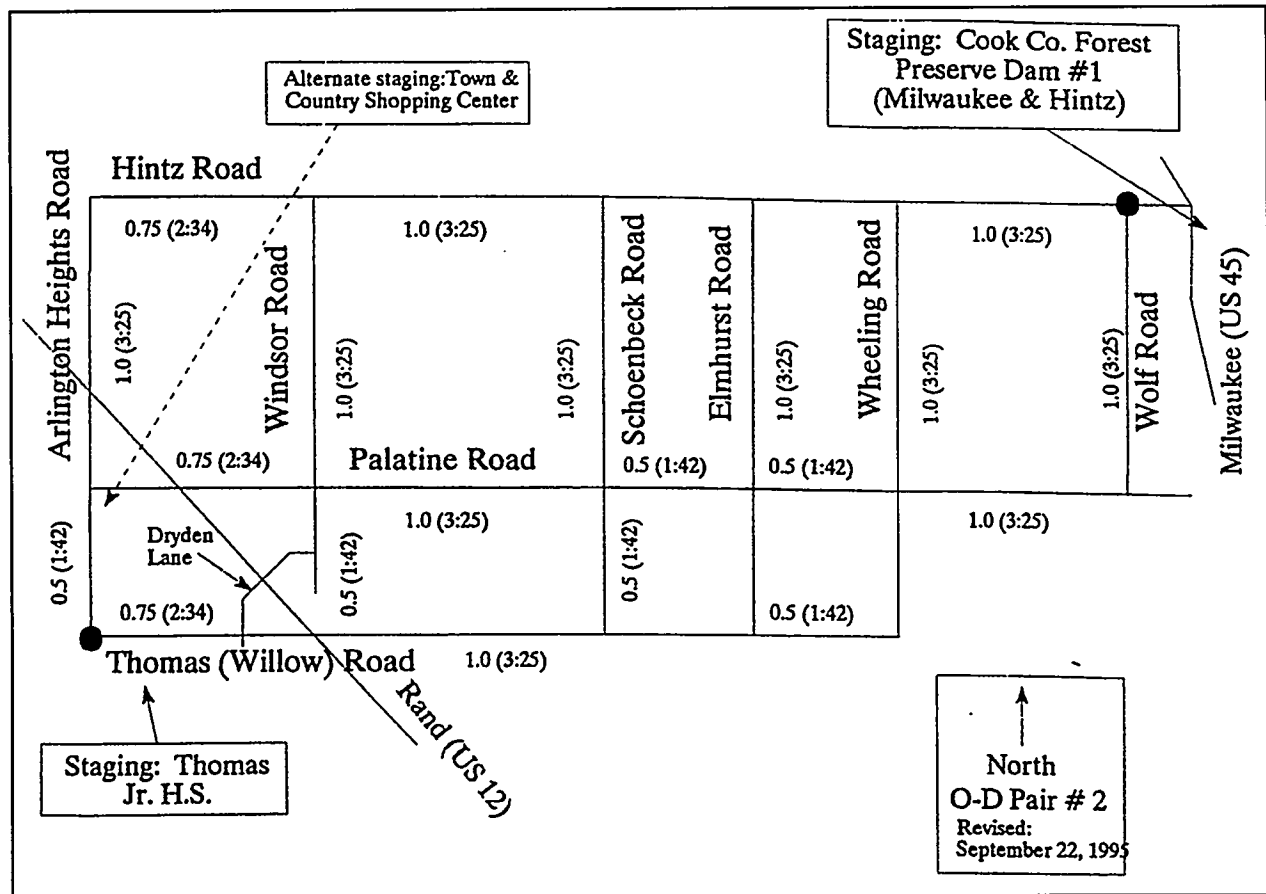 Staging: Cook Co. Forest
Preserve Dam #1
(Milwaukee & Hintz)
Alternate staging:Town &
Country Shopping Center
Hintz Road
Arlington Heights Road
0.75 (2:34)
1.0 (3:25)
1.0 (3:25)
1.0 (3:25)
Windsor Road
1.0 (3:25)
1.0 (3:25)
Schoenbeck Road
Elmhurst Road
1.0 (3:25)
Wheeling Road
1.0 (3:25)
1.0 (3:25)
Wolf Road
Milwaukee (US 45)
0.75 (2:34)
Palatine Road
0.5 (1:42)
0.5 (1:42)
0.5 (1:42)
Dryden
Lane
1.0 (3:25)
0.5 (1:42)
0.5 (1:42)
1.0 (3:25)
0.75 (2:34)
0.5 (1:42)
Thomas (Willow) Road
1.0 (3:25)
Rand (US 12)
Staging: Thomas
Jr. H.S.
North
O-D Pair # 2
Revised:
September 22, 1995